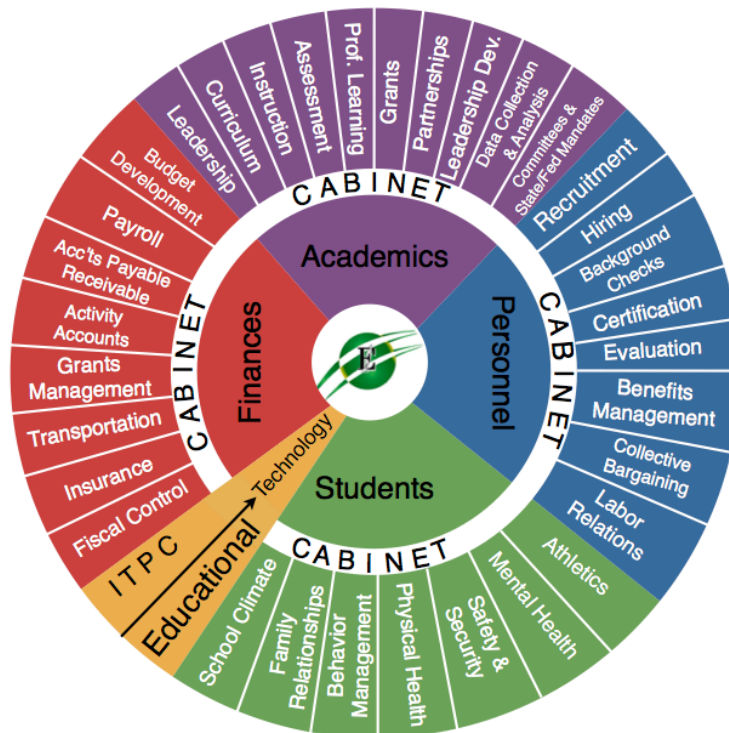 Leadership
Curriculum
Instruction
Assessment
Prof. Learning
Grants
Partnerships
Leadership Dev.
Data Collection
& Analysis
Committees &
State/Fed Mandates
Recruitment
Hiring
Background
Checks
Certification
Evaluation
Benefits
Management
Collective
Bargaining
Labor
Relations
Athletics
Mental Health
Safety &
Security
Physical Health
Behavior
Management
Family
Relationships
School Climate
Educational
Technology
ITPC
Fiscal Control
Insurance
Transportation
Grants
Management
Activity
Accounts
Acc'ts Payable
Receivable
Payroll
Budget
Development
CABINET
CABINET
CABINET
CABINET
Academics
Personnel
Students
Finances
E